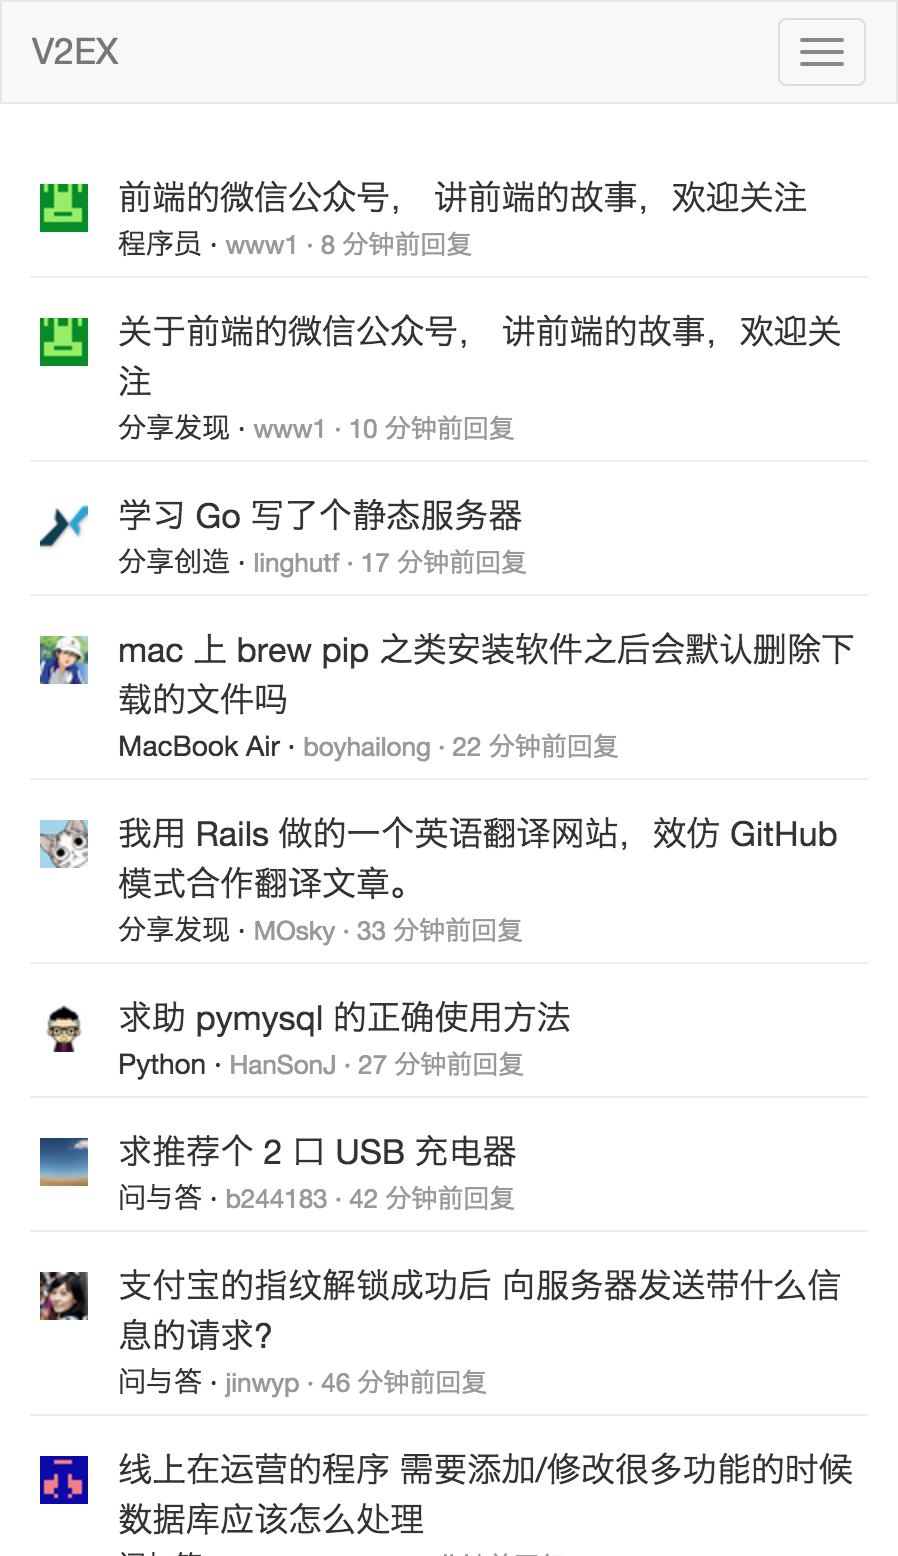 V2EX
前端的微信公众号， 讲前端的故事，欢迎关注
程序员 · www1 · 8 分钟前回复
关于前端的微信公众号， 讲前端的故事，欢迎关
注
分享发现 · www1 · 10 分钟前回复
学习 Go 写了个静态服务器
分享创造 · linghutf · 17 分钟前回复
mac 上 brew pip 之类安装软件之后会默认删除下
载的文件吗
MacBook Air · boyhailong · 22 分钟前回复
我用 Rails 做的一个英语翻译网站，效仿 GitHub
模式合作翻译文章。
分享发现 · MOsky · 33 分钟前回复
求助 pymysql 的正确使用方法
Python · HanSonJ · 27 分钟前回复
求推荐个 2 口 USB 充电器
问与答 · b244183 · 42 分钟前回复
支付宝的指纹解锁成功后 向服务器发送带什么信
息的请求?
问与答 · jinwyp · 46 分钟前回复
线上在运营的程序 需要添加/修改很多功能的时候
数据库应该怎么处理